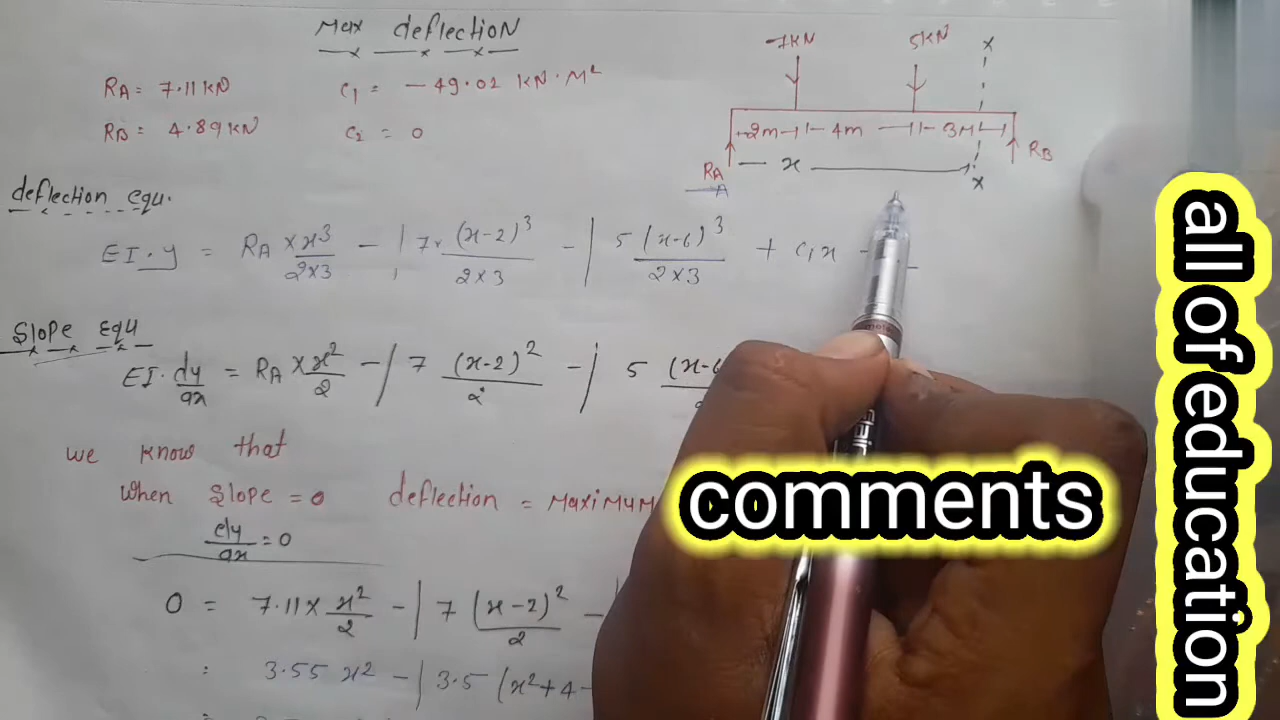 Max deflection
RA = 7.11 KN
C1 = - 49.02 KN.M²
RB = 4.89 KN
C2 = 0
7KN 5KN x
2m 4m 3M
RA x RB
A x
deflection equ.
EI.y = RA × x³/2×3 - | 7× (x-2)³/2×3 - | 5 (x-6)³/2×3 + C1x
Slope Equ
EI. dy/dx = RA × x²/2 - | 7 (x-2)²/2 - | 5 (x-6
we know that
When Slope = 0 deflection = MaxiMuM
dy/dx = 0
0 = 7.11 × x²/2 - | 7 (x-2)²/2 -
: 3.55 x² - | 3.5 (x²+4-
comments
all of education